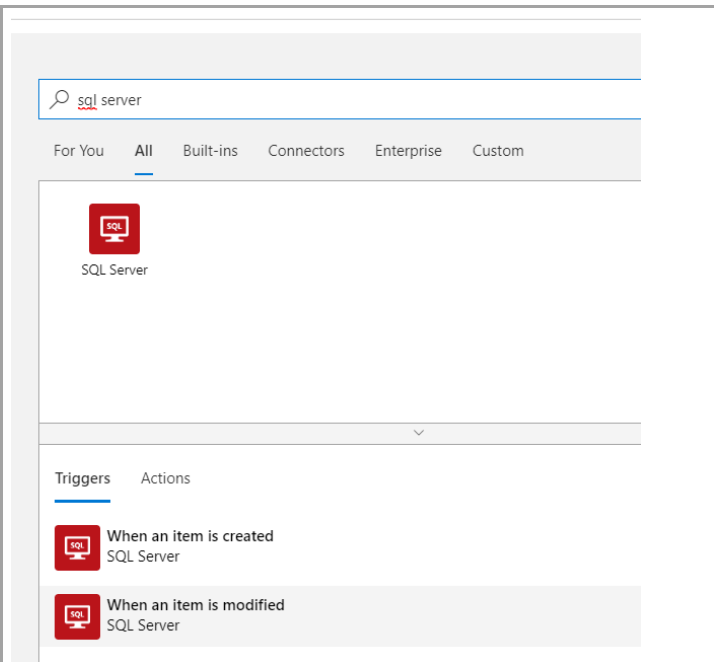 sql server
For You All Built-ins Connectors Enterprise Custom
SQL
SQL Server
Triggers Actions
SQL
When an item is created
SQL Server
SQL
When an item is modified
SQL Server